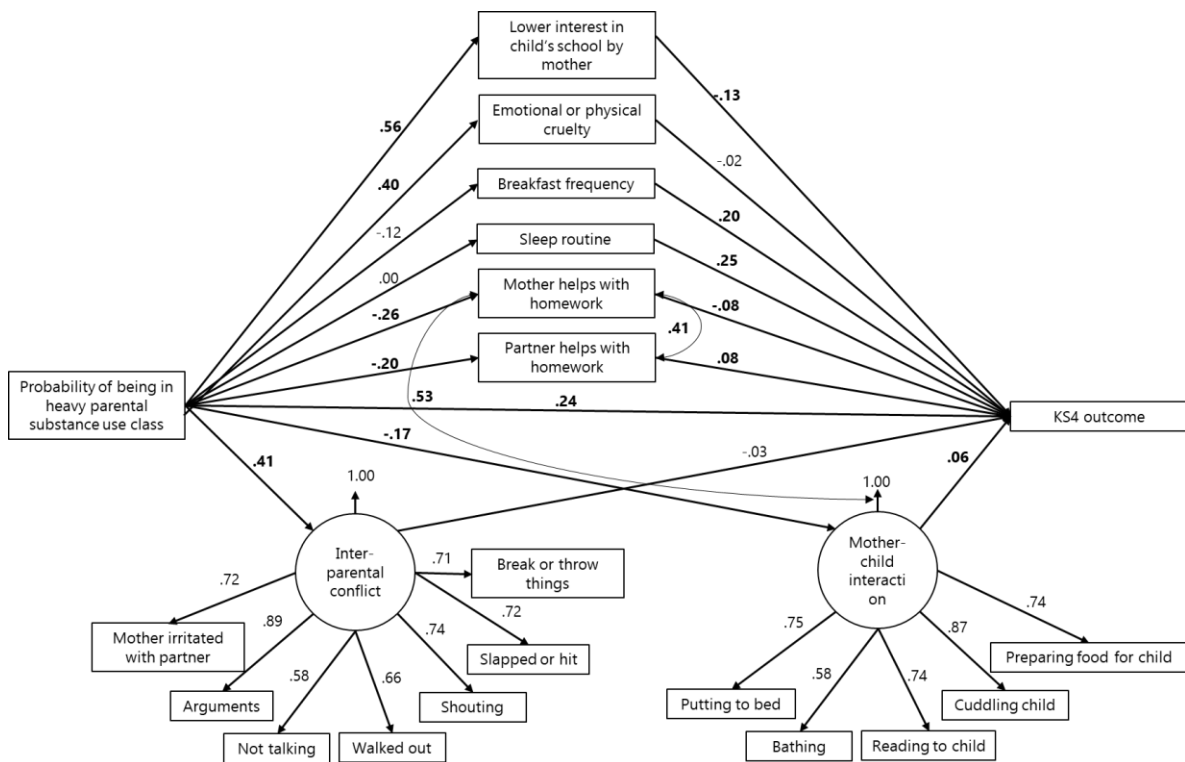 Lower interest in
child's school by
mother
-.13
Emotional or physical
cruelty
.56
-.02
.40
Breakfast frequency
.20
-.12
Sleep routine
.25
.00
Mother helps with
homework
-.26
-.08
.41
Partner helps with
homework
-.20
.08
Probability of being in
heavy parental
substance use class
.53
.24
KS4 outcome
-.17
-.03
.06
.41
1.00
1.00
Inter-
parental
conflict
Mother-
child
interacti
on
.71
Break or throw
things
.72
.72
.74
.89
.75
.87
.74
Mother irritated
with partner
Slapped or hit
Preparing food for child
.58
.66
.58
.74
Arguments
Shouting
Putting to bed
Cuddling child
Not talking
Walked out
Bathing
Reading to child